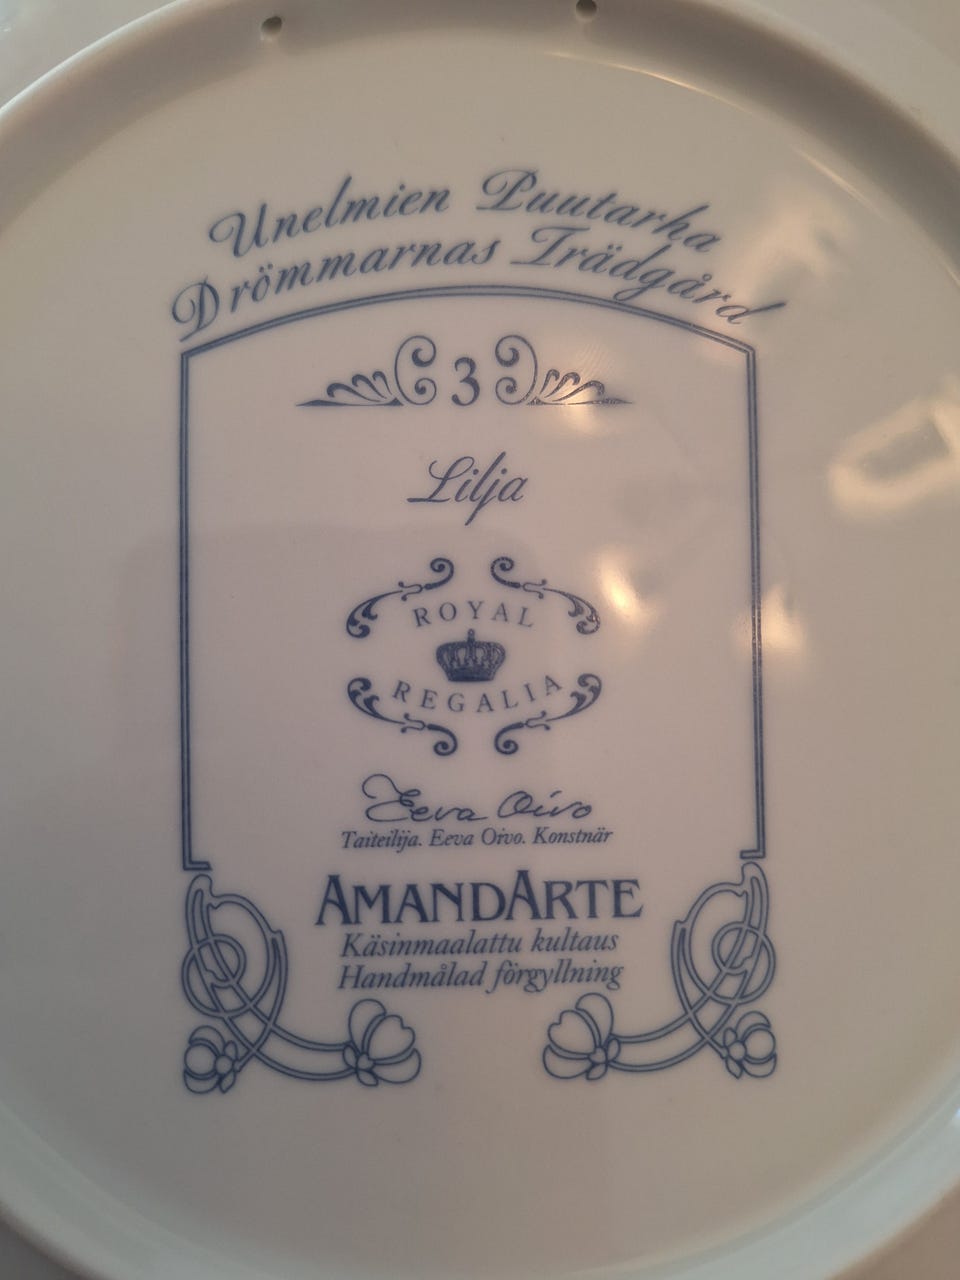 Unelmien Puutarha
Drömmarnas Trädgård
3
Lilja
ROYAL
REGALIA
Eeva Oivo
Taiteilija. Eeva Oivo. Konstnär
AMANDARTE
Käsinmaalattu kultaus
Handmålad förgyllning